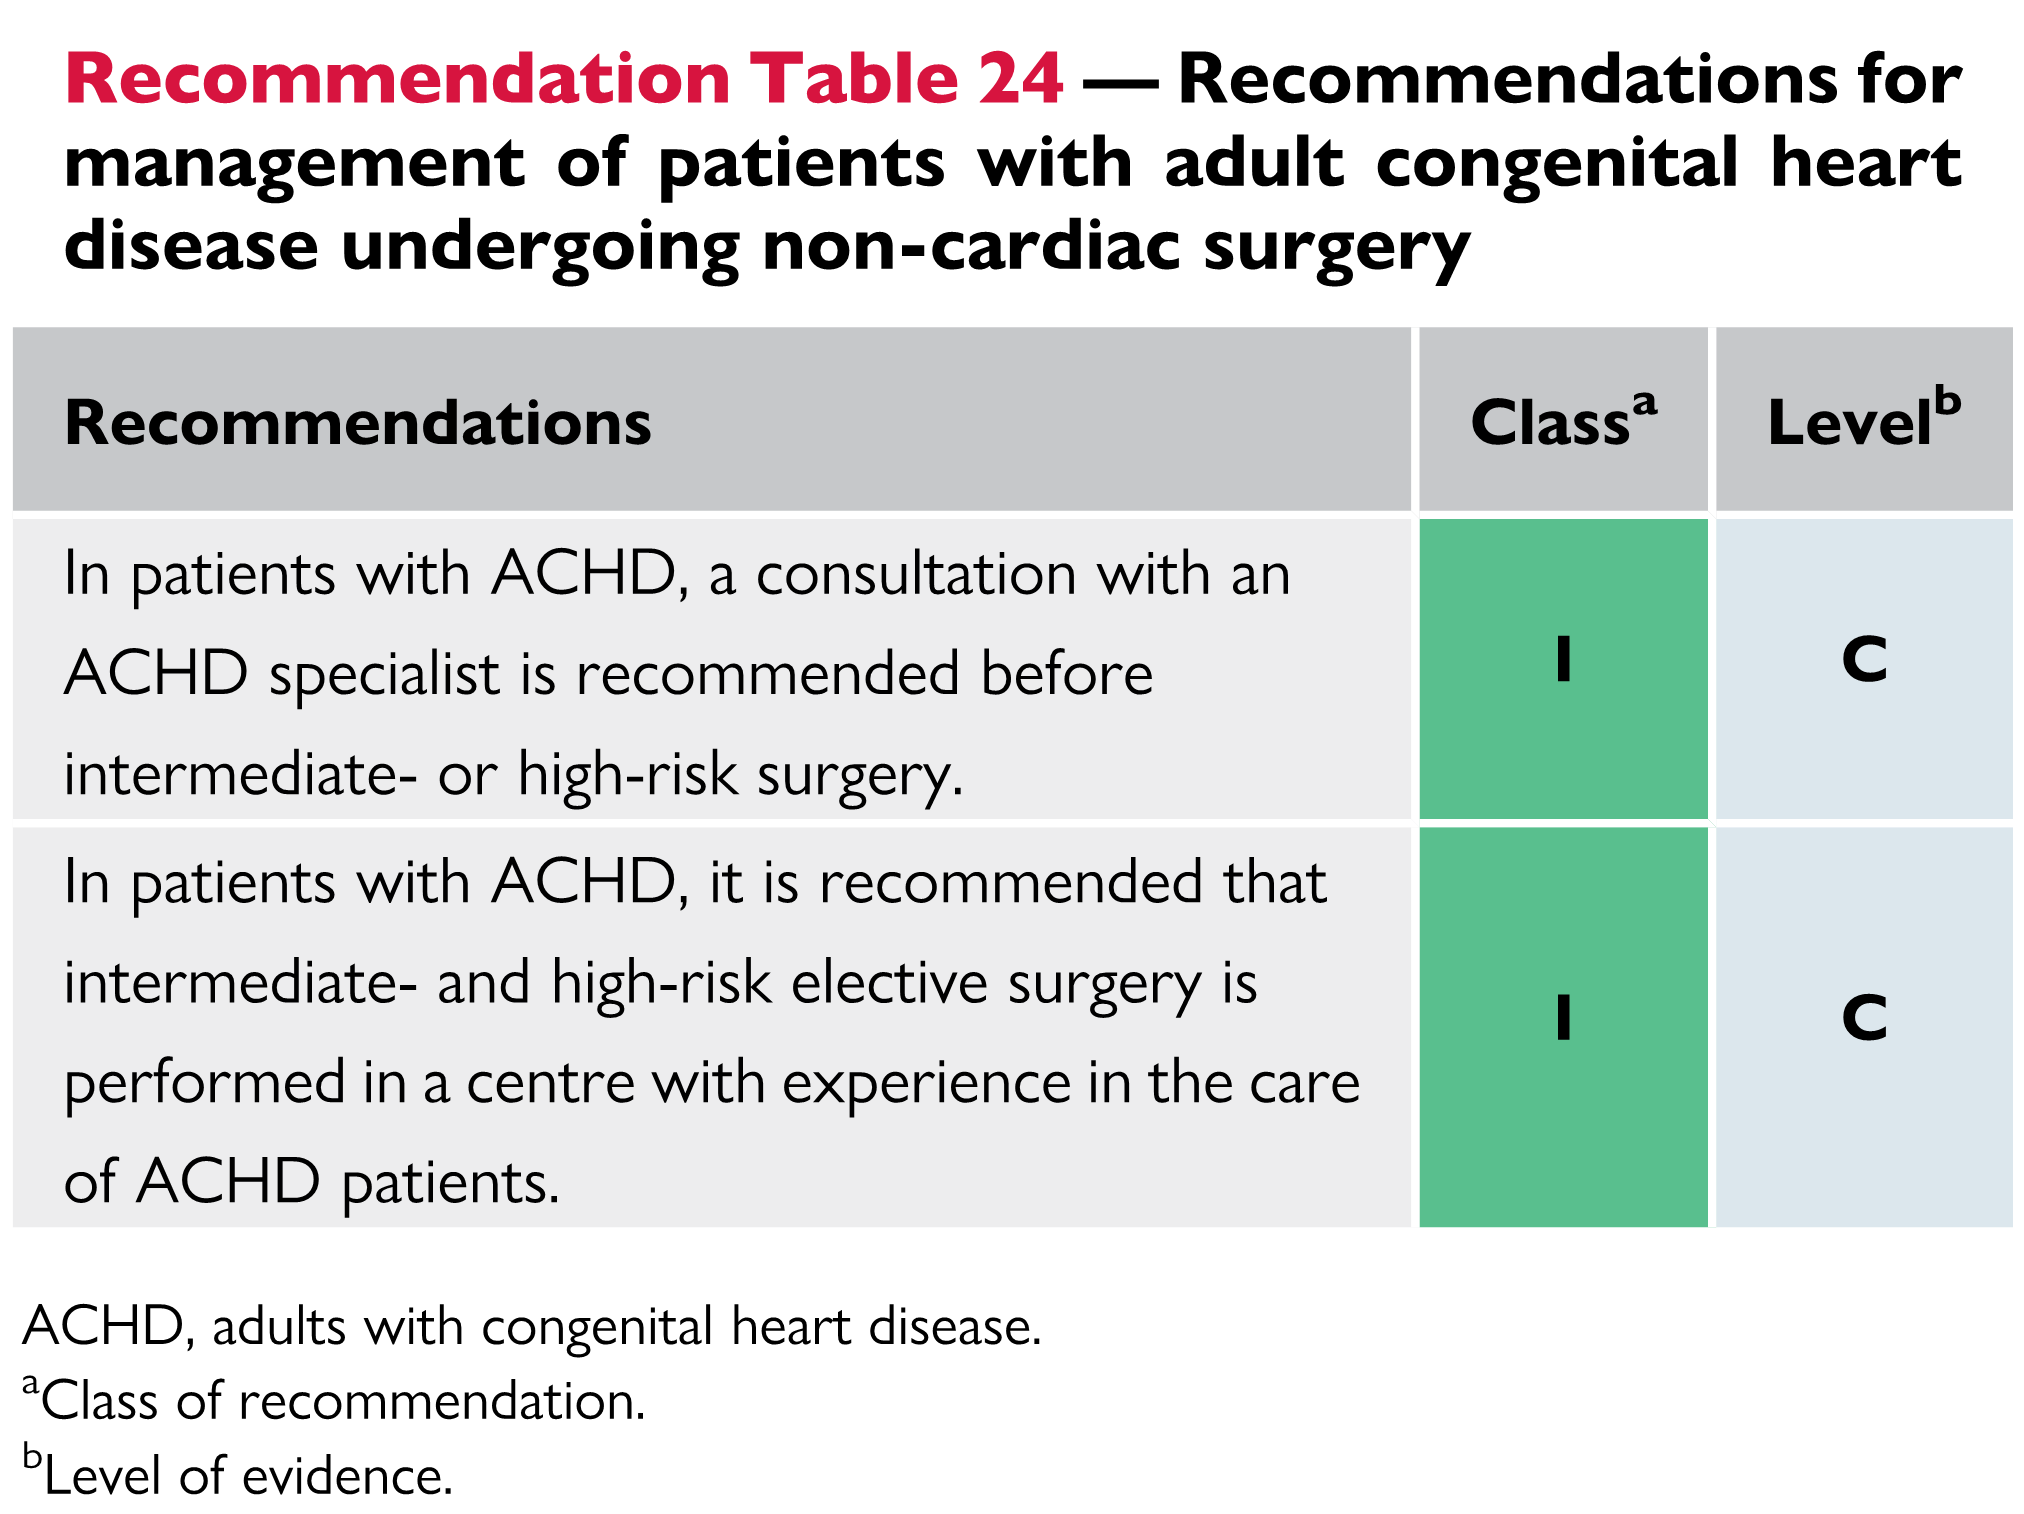 Recommendation Table 24 — Recommendations for
management of patients with adult congenital heart
disease undergoing non-cardiac surgery
Recommendations Classᵃ Levelᵇ
In patients with ACHD, a consultation with an
ACHD specialist is recommended before
intermediate- or high-risk surgery.
I C
In patients with ACHD, it is recommended that
intermediate- and high-risk elective surgery is
performed in a centre with experience in the care
of ACHD patients.
I C
ACHD, adults with congenital heart disease.
ᵃClass of recommendation.
ᵇLevel of evidence.